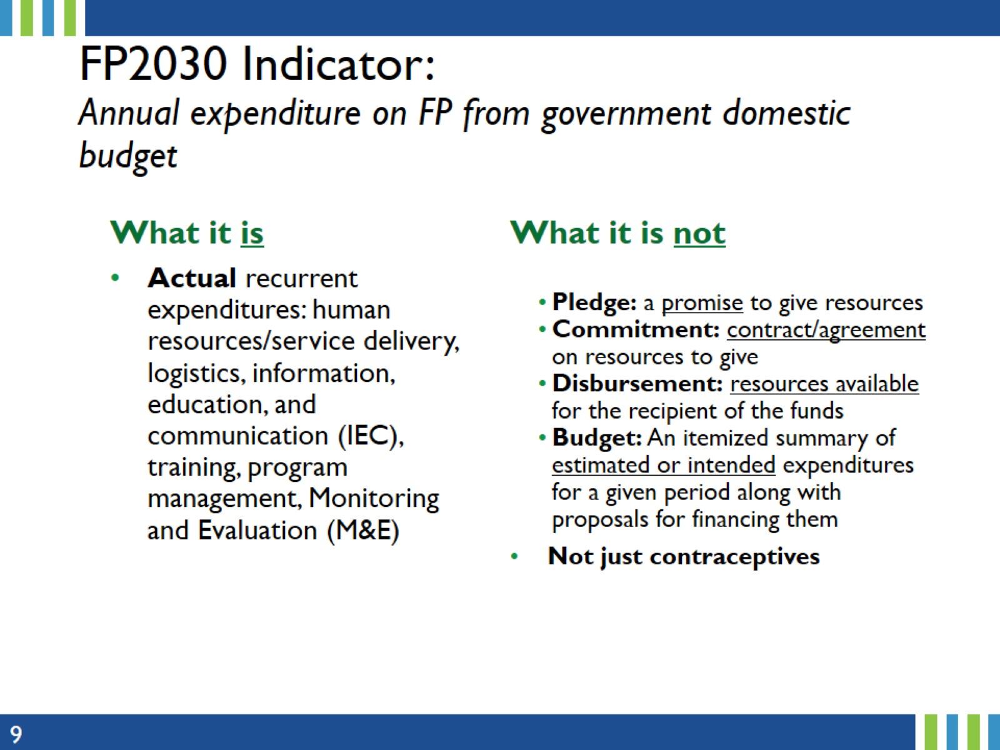 FP2030 Indicator:
Annual expenditure on FP from government domestic
budget
What it is
• Actual recurrent
expenditures: human
resources/service delivery,
logistics, information,
education, and
communication (IEC),
training, program
management, Monitoring
and Evaluation (M&E)
What it is not
• Pledge: a promise to give resources
• Commitment: contract/agreement
on resources to give
• Disbursement: resources available
for the recipient of the funds
• Budget: An itemized summary of
estimated or intended expenditures
for a given period along with
proposals for financing them
• Not just contraceptives
9